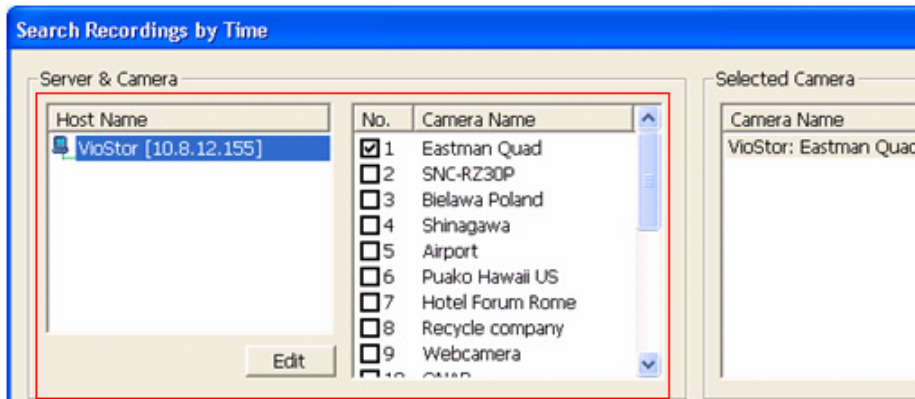 Search Recordings by Time
Server & Camera
Host Name
VioStor [10.8.12.155]
Edit
No. Camera Name
1 Eastman Quad
2 SNC-RZ30P
3 Bielawa Poland
4 Shinagawa
5 Airport
6 Puako Hawaii US
7 Hotel Forum Rome
8 Recycle company
9 Webcamera
Selected Camera
Camera Name
VioStor: Eastman Quad